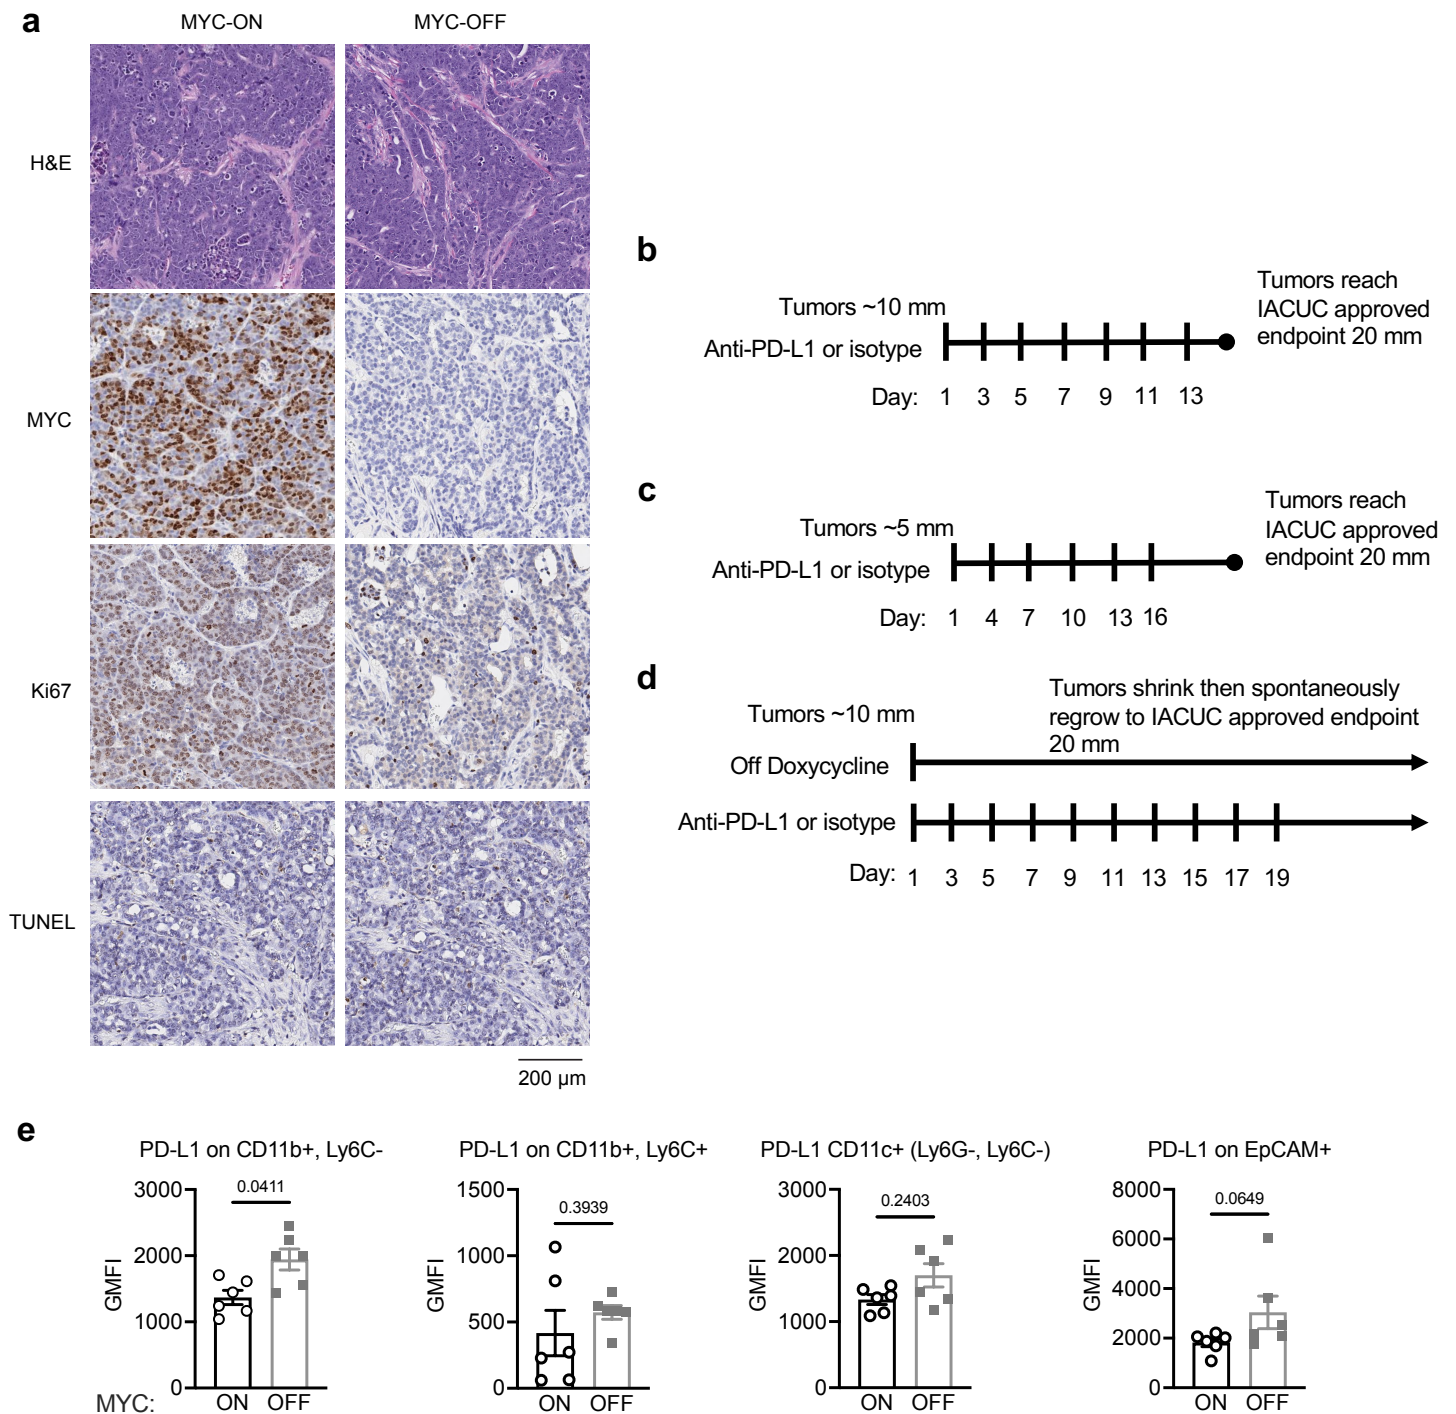 a
MYC-ON
MYC-OFF
H&E
MYC
Ki67
TUNEL
200 µm
b
Tumors ~10 mm
Anti-PD-L1 or isotype
Day: 1 3 5 7 9 11 13
Tumors reach
IACUC approved
endpoint 20 mm
c
Tumors ~5 mm
Anti-PD-L1 or isotype
Day: 1 4 7 10 13 16
Tumors reach
IACUC approved
endpoint 20 mm
d
Tumors ~10 mm
Off Doxycycline
Tumors shrink then spontaneously
regrow to IACUC approved endpoint
20 mm
Anti-PD-L1 or isotype
Day: 1 3 5 7 9 11 13 15 17 19
e
PD-L1 on CD11b+, Ly6C-
0.0411
GMFI
3000
2000
1000
0
MYC: ON OFF
PD-L1 on CD11b+, Ly6C+
0.3939
GMFI
1500
1000
500
0
ON OFF
PD-L1 CD11c+ (Ly6G-, Ly6C-)
0.2403
GMFI
3000
2000
1000
0
ON OFF
PD-L1 on EpCAM+
0.0649
GMFI
8000
6000
4000
2000
0
ON OFF